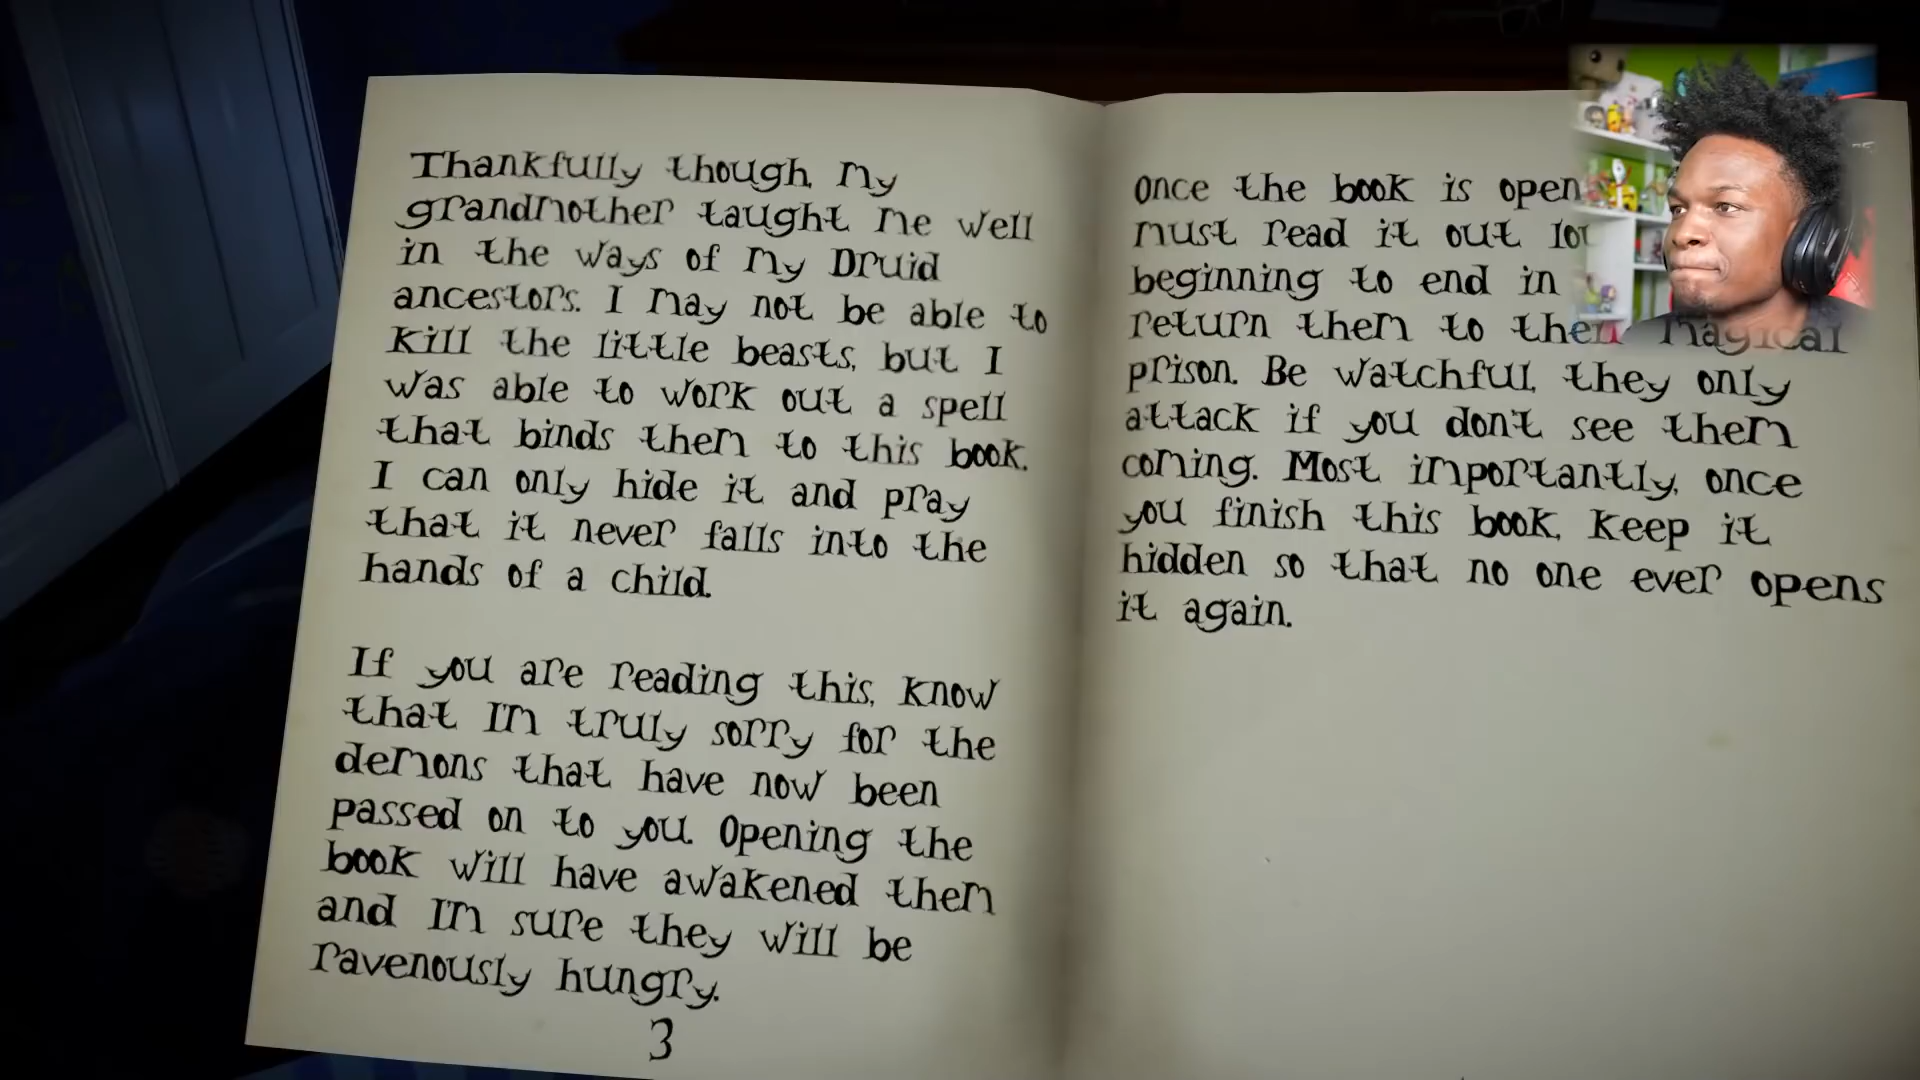 Thankfully though, my
grandmother taught me well
in the ways of my Druid
ancestors. I may not be able to
kill the little beasts, but I
was able to work out a spell
that binds them to this book.
I can only hide it and pray
that it never falls into the
hands of a child.
If you are reading this, know
that I'm truly sorry for the
demons that have now been
passed on to you. Opening the
book will have awakened them
and I'm sure they will be
ravenously hungry.
3
Once the book is open
must read it out
beginning to end in
return them to magical
prison. Be watchful, they only
attack if you don't see them
coming. Most importantly, once
you finish this book, keep it
hidden so that no one ever opens
it again.